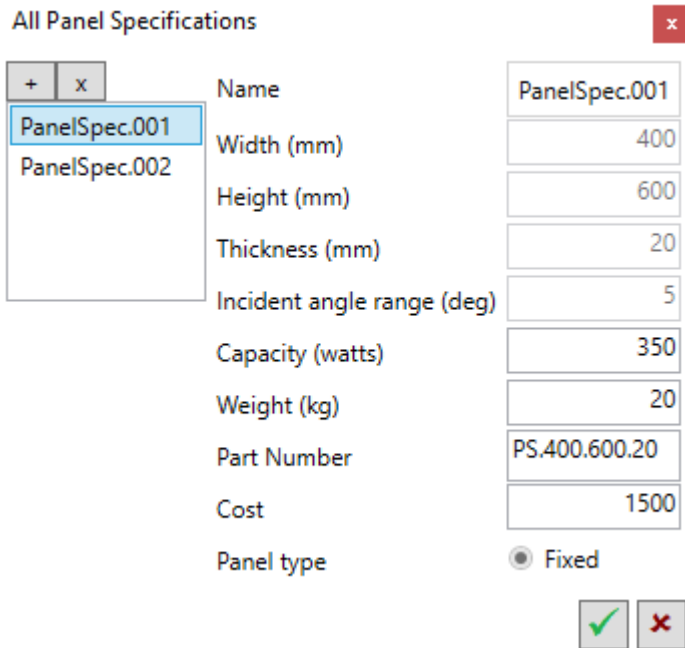 All Panel Specifications
x
+ x
PanelSpec.001
PanelSpec.002
Name PanelSpec.001
Width (mm) 400
Height (mm) 600
Thickness (mm) 20
Incident angle range (deg) 5
Capacity (watts) 350
Weight (kg) 20
Part Number PS.400.600.20
Cost 1500
Panel type Fixed